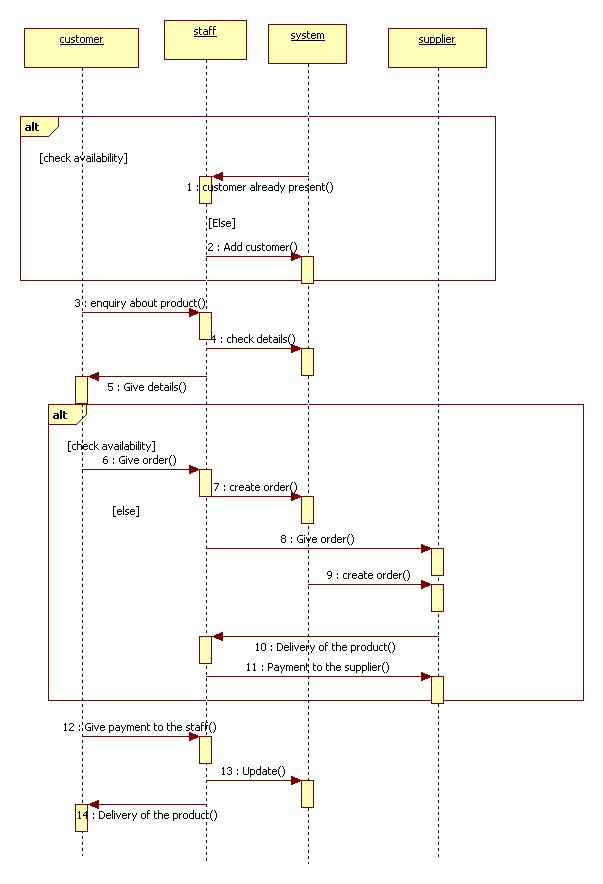 customer
staff
system
supplier
alt
[check availability]
1 : customer already present()
[Else]
2 : Add customer()
3 : enquiry about product()
4 : check details()
5 : Give details()
alt
[check availability]
6 : Give order()
7 : create order()
[else]
8 : Give order()
9 : create order()
10 : Delivery of the product()
11 : Payment to the supplier()
12 : Give payment to the staff()
13 : Update()
14 : Delivery of the product()